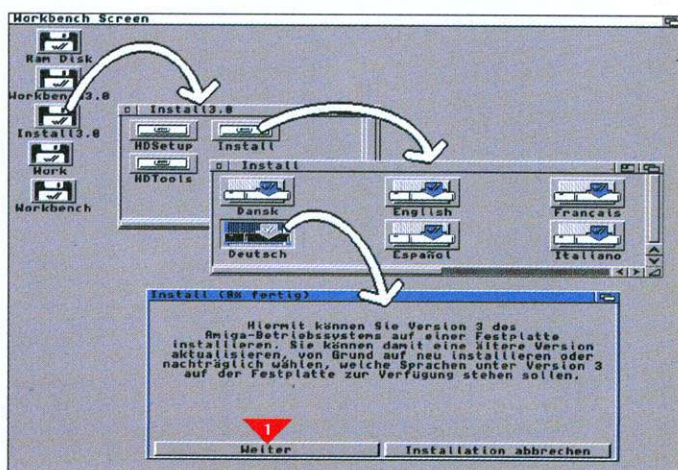 Workbench Screen
Ram Disk
Workbench3.0
Install3.0
Work
Workbench
Install3.0
HDSetup
Install
HDTools
Install
Dansk
English
Français
Deutsch
Español
Italiano
Install (0% fertig)
Hiermit können Sie Version 3 des
Amiga-Betriebssystems auf einer Festplatte
installieren. Sie können damit eine ältere Version
aktualisieren, von Grund auf neu installieren oder
nachträglich wählen, welche Sprachen unter Version 3
auf der Festplatte zur Verfügung stehen sollen.
1
Weiter
Installation abbrechen